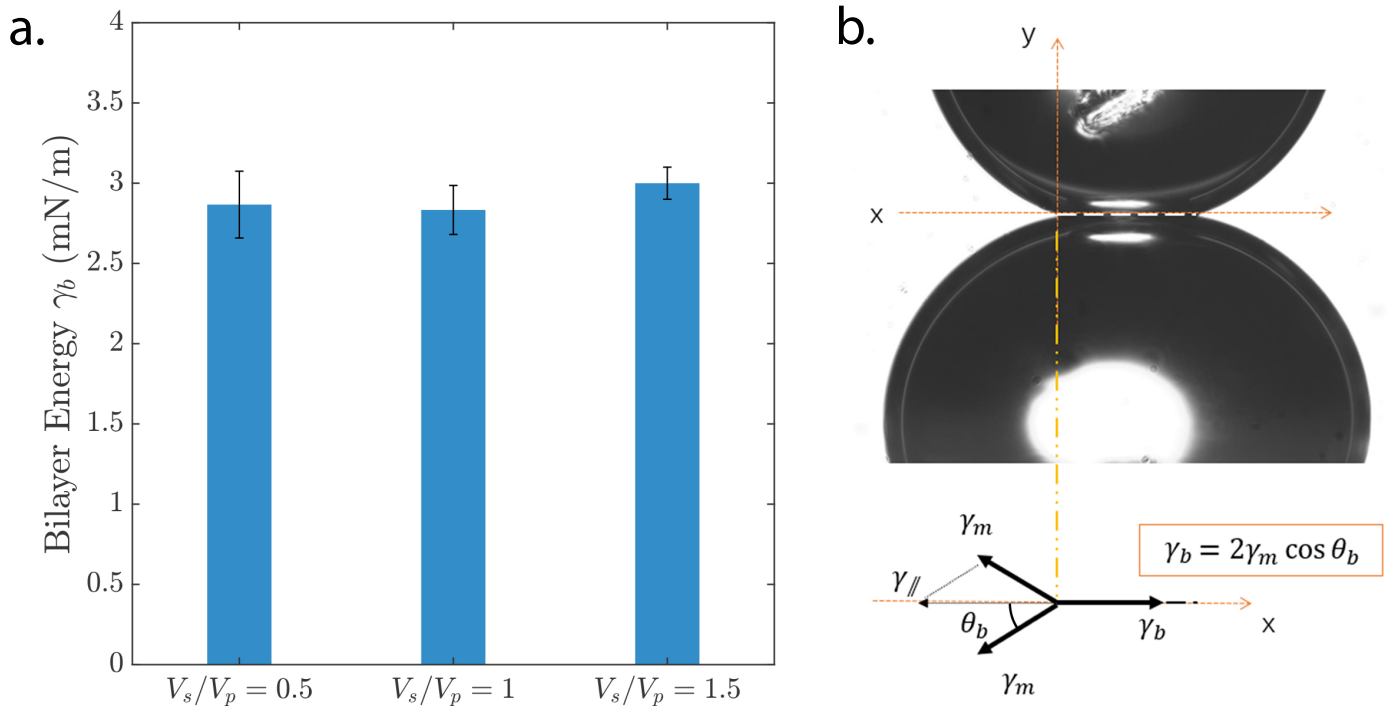 a.
Bilayer Energy γ_b (mN/m)
4
3.5
3
2.5
2
1.5
1
0.5
0
V_s/V_p = 0.5
V_s/V_p = 1
V_s/V_p = 1.5
b.
y
x
γ_m
γ_b = 2γ_m cos θ_b
γ_∥
θ_b
γ_b
x
γ_m